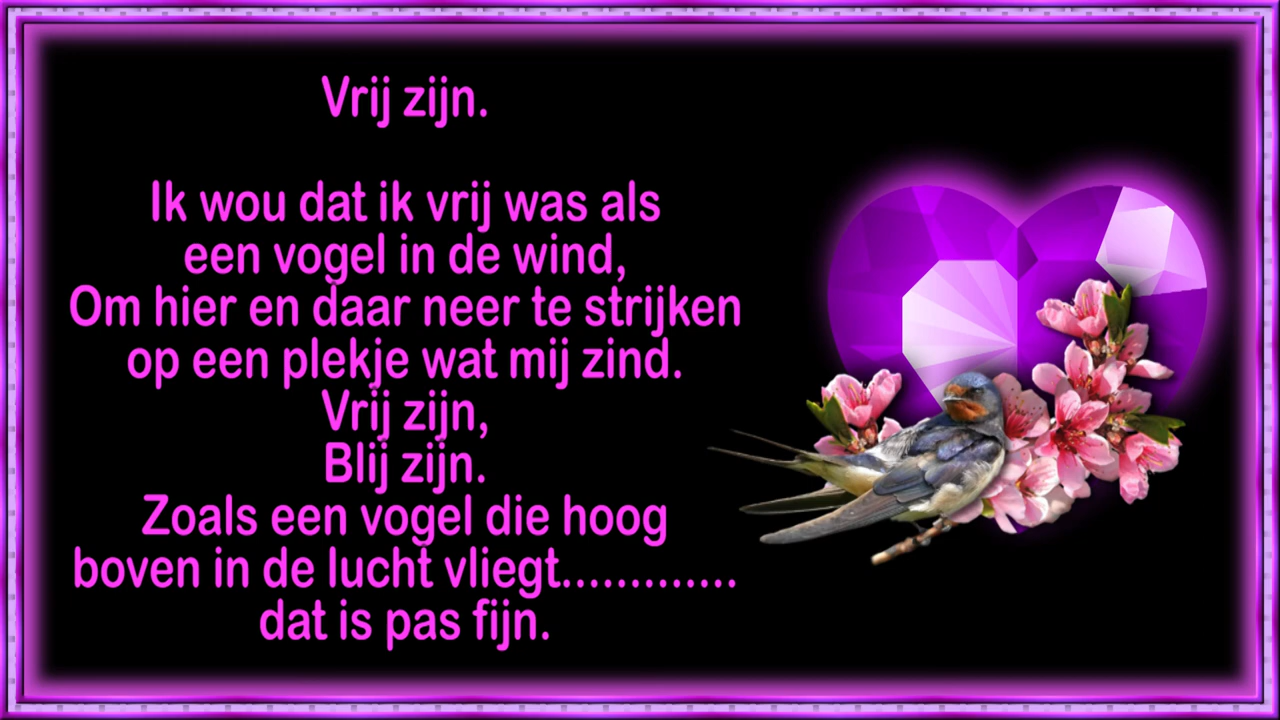 Vrij zijn.
Ik wou dat ik vrij was als
een vogel in de wind,
Om hier en daar neer te strijken
op een plekje wat mij zind.
Vrij zijn,
Blij zijn.
Zoals een vogel die hoog
boven in de lucht vliegt.............
dat is pas fijn.